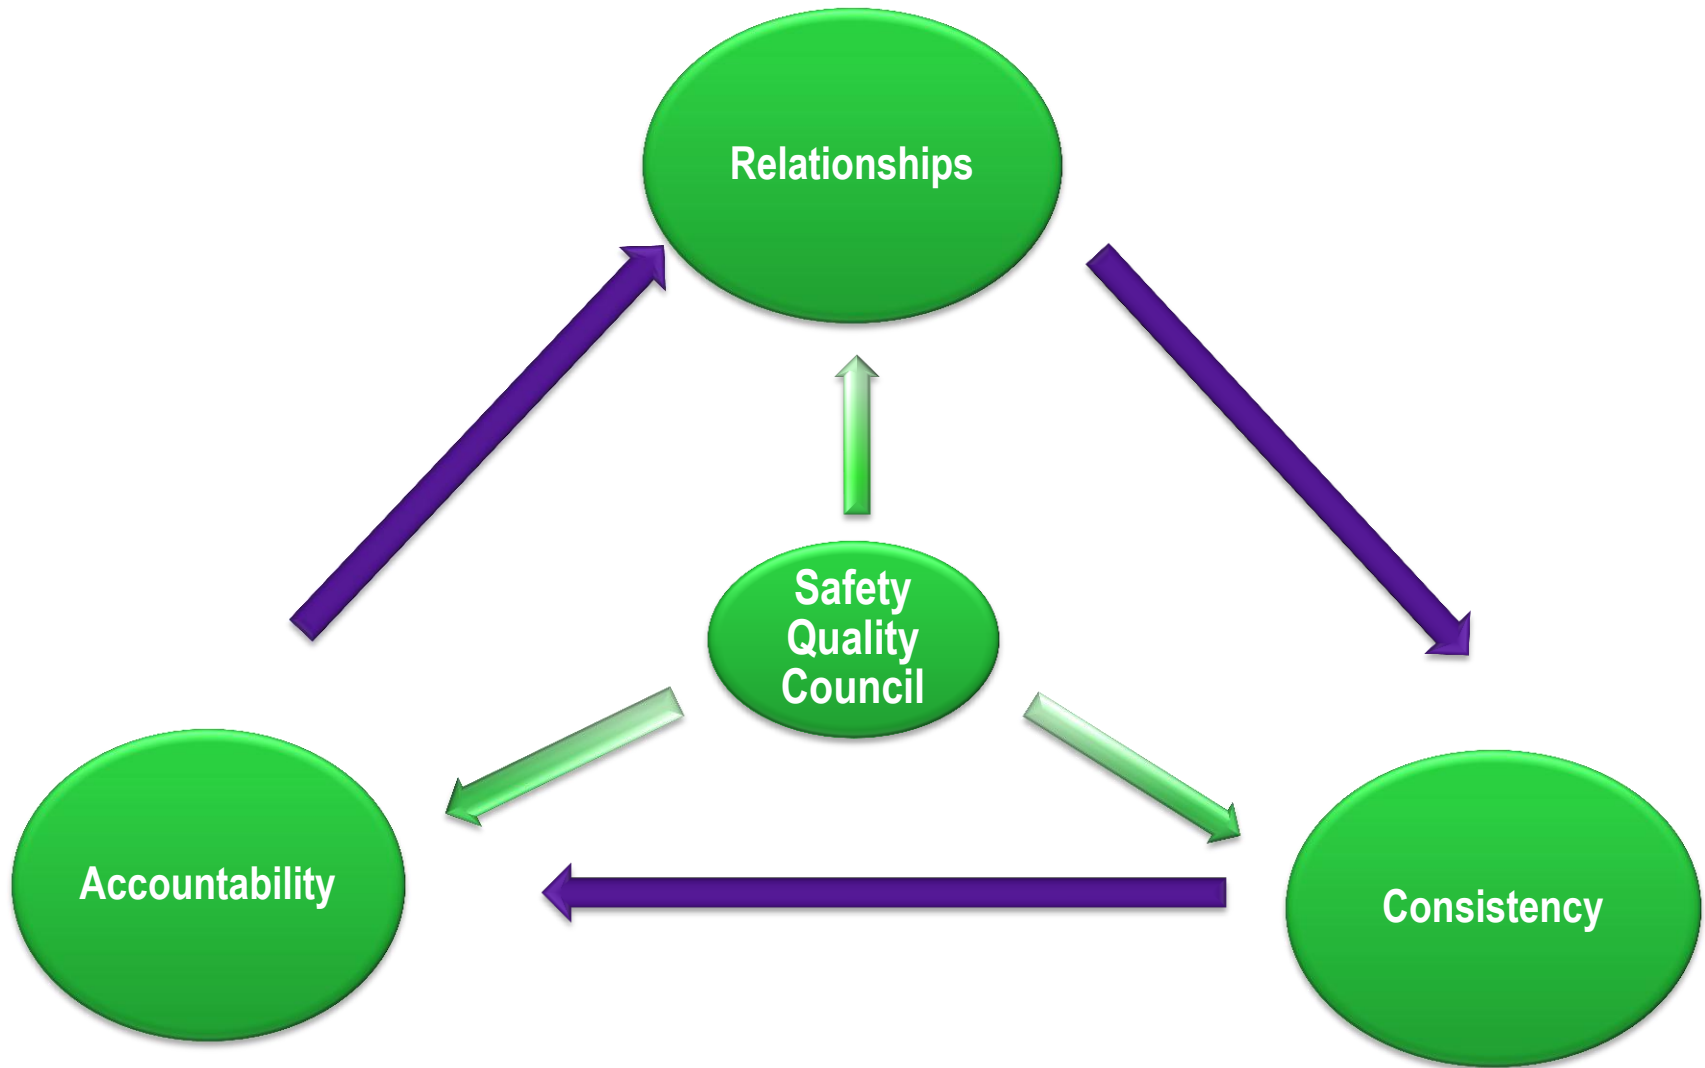 Relationships
Safety
Quality
Council
Accountability
Consistency